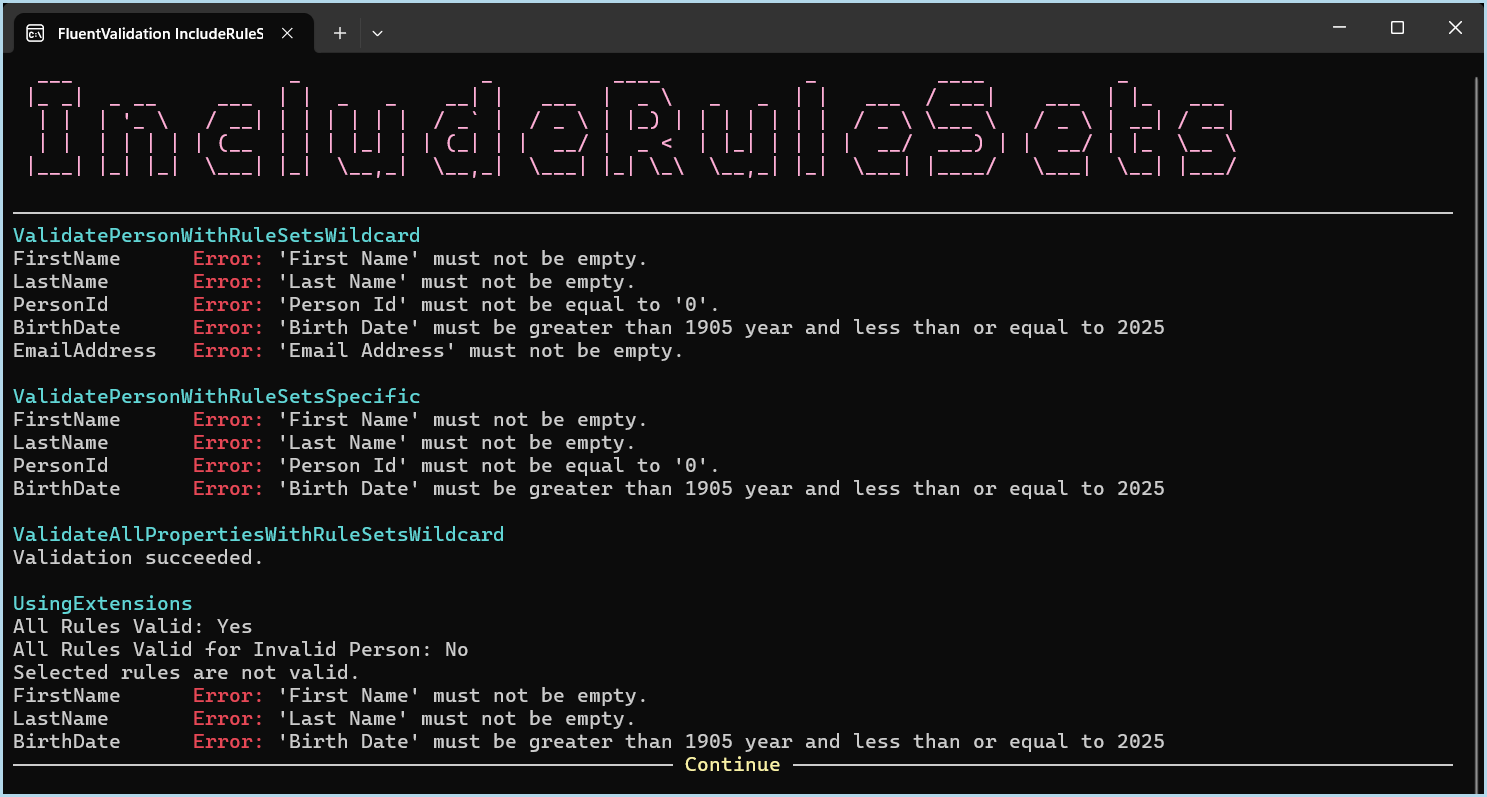 FluentValidation IncludeRuleS
IncludeRuleSets
ValidatePersonWithRuleSetsWildcard
FirstName Error: 'First Name' must not be empty.
LastName Error: 'Last Name' must not be empty.
PersonId Error: 'Person Id' must not be equal to '0'.
BirthDate Error: 'Birth Date' must be greater than 1905 year and less than or equal to 2025
EmailAddress Error: 'Email Address' must not be empty.
ValidatePersonWithRuleSetsSpecific
FirstName Error: 'First Name' must not be empty.
LastName Error: 'Last Name' must not be empty.
PersonId Error: 'Person Id' must not be equal to '0'.
BirthDate Error: 'Birth Date' must be greater than 1905 year and less than or equal to 2025
ValidateAllPropertiesWithRuleSetsWildcard
Validation succeeded.
UsingExtensions
All Rules Valid: Yes
All Rules Valid for Invalid Person: No
Selected rules are not valid.
FirstName Error: 'First Name' must not be empty.
LastName Error: 'Last Name' must not be empty.
BirthDate Error: 'Birth Date' must be greater than 1905 year and less than or equal to 2025
Continue